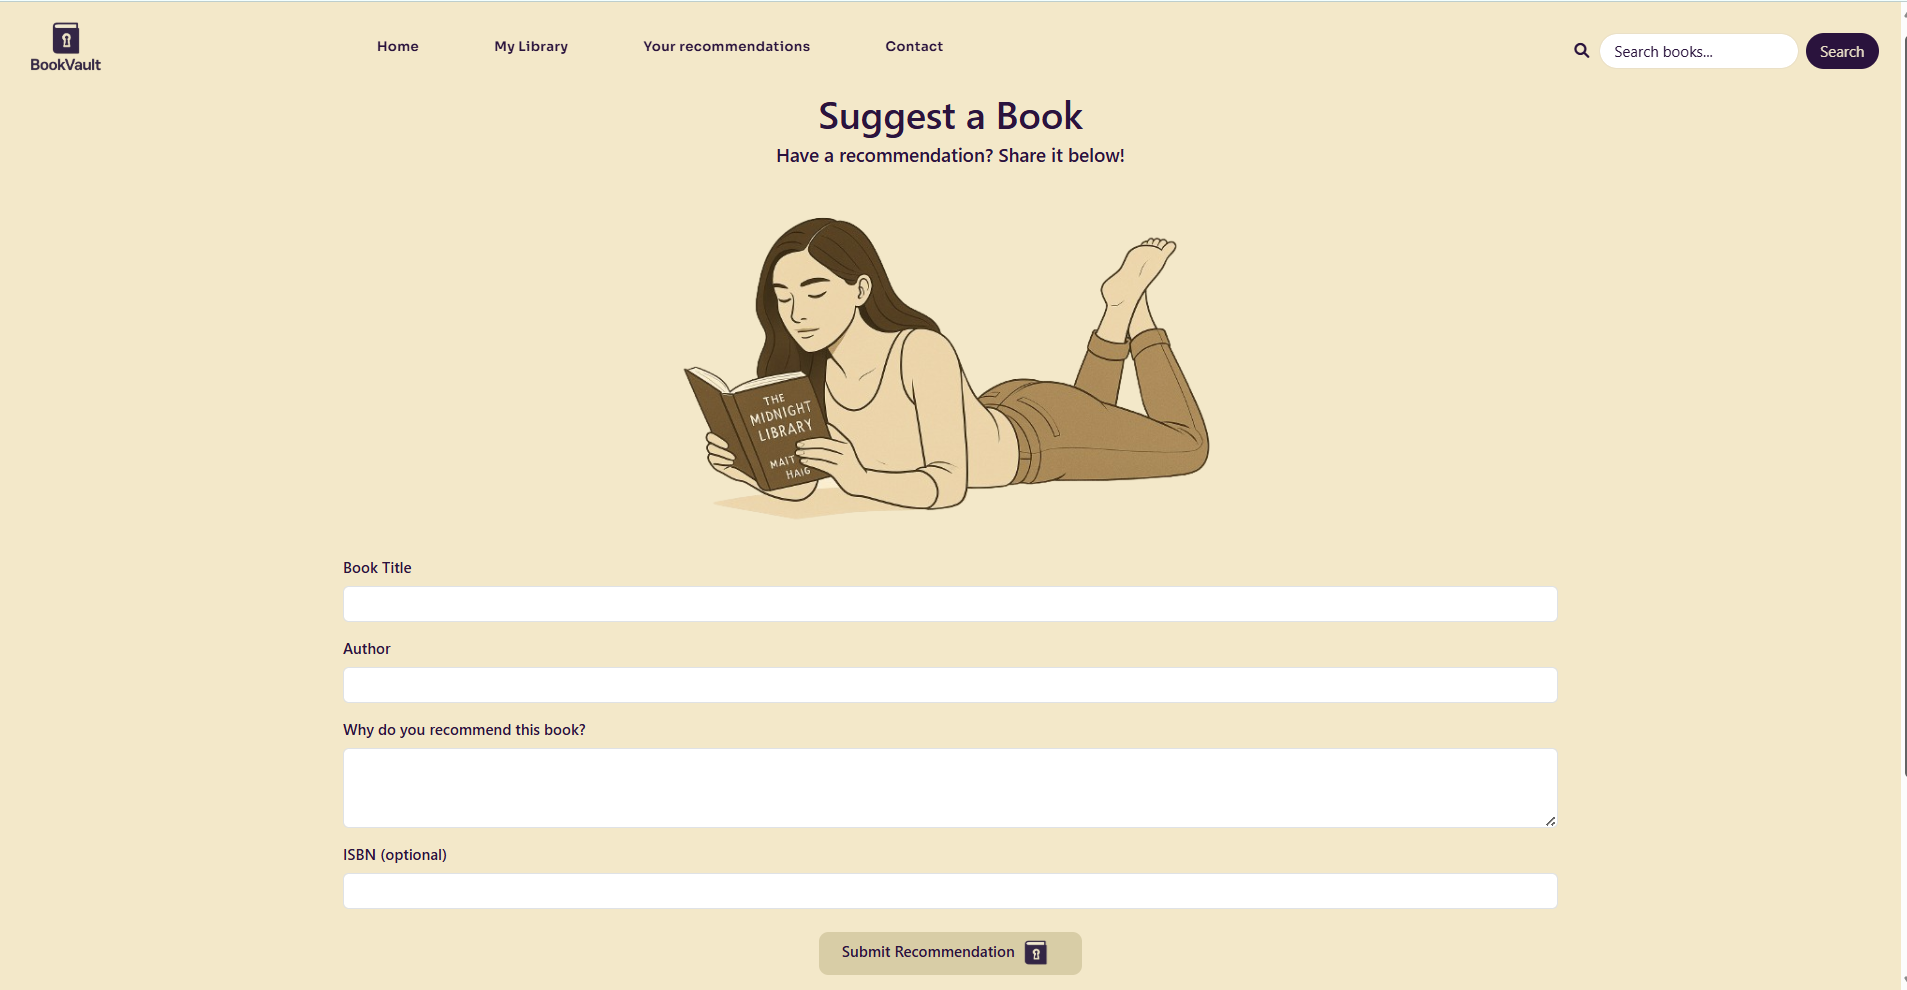 BookVault
Home
My Library
Your recommendations
Contact
Search books...
Search
Suggest a Book
Have a recommendation? Share it below!
THE
MIDNIGHT
LIBRARY
MAIT
HAIG
Book Title
Author
Why do you recommend this book?
ISBN (optional)
Submit Recommendation